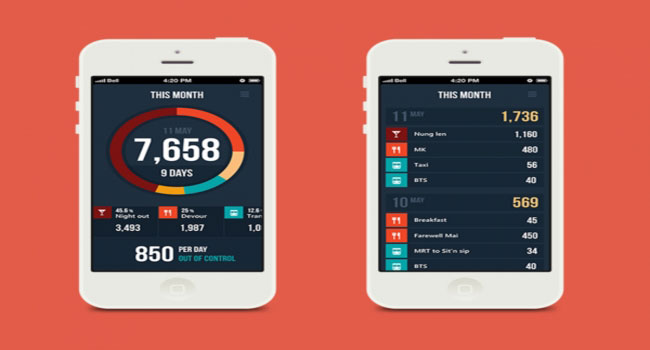 Bell 4:20 PM
THIS MONTH
11 MAY
7,658
9 DAYS
45.6 % 25 % 12.6
Night out Devour Tran
3,493 1,987 1,0
850 PER DAY
OUT OF CONTROL
Bell 4:20 PM
THIS MONTH
11 MAY 1,736
Nung len 1,160
MK 480
Taxi 56
BTS 40
10 MAY 569
Breakfast 45
Farewell Mai 450
MRT to Sit'n sip 34
BTS 40